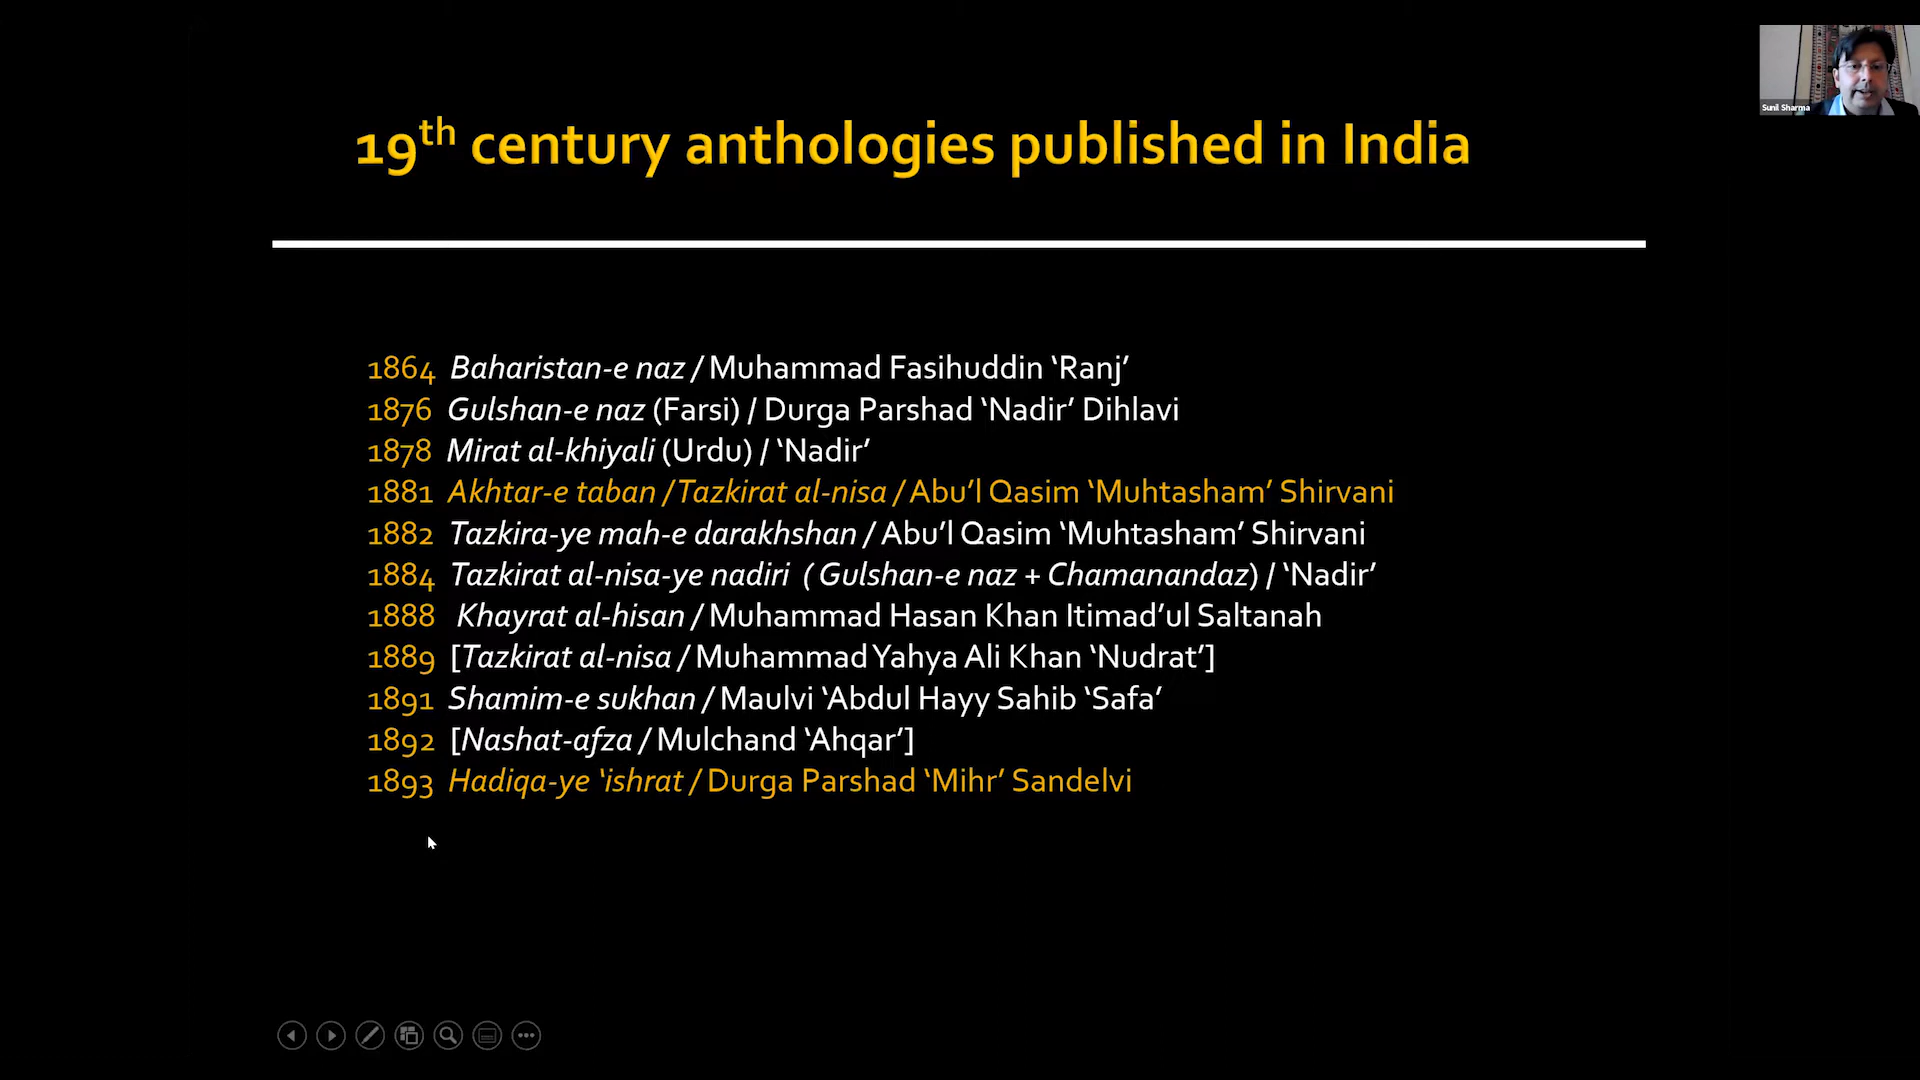 Sunil Sharma
19th century anthologies published in India
1864 Baharistan-e naz / Muhammad Fasihuddin ‘Ranj’
1876 Gulshan-e naz (Farsi) / Durga Parshad ‘Nadir’ Dihlavi
1878 Mirat al-khiyali (Urdu) / ‘Nadir’
1881 Akhtar-e taban / Tazkirat al-nisa / Abu’l Qasim ‘Muhtasham’ Shirvani
1882 Tazkira-ye mah-e darakhshan / Abu’l Qasim ‘Muhtasham’ Shirvani
1884 Tazkirat al-nisa-ye nadiri ( Gulshan-e naz + Chamanandaz) / ‘Nadir’
1888 Khayrat al-hisan / Muhammad Hasan Khan Itimad’ul Saltanah
1889 [Tazkirat al-nisa / Muhammad Yahya Ali Khan ‘Nudrat’]
1891 Shamim-e sukhan / Maulvi ‘Abdul Hayy Sahib ‘Safa’
1892 [Nashat-afza / Mulchand ‘Ahqar’]
1893 Hadiqa-ye ‘ishrat / Durga Parshad ‘Mihr’ Sandelvi